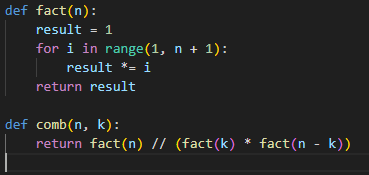 def fact(n):
    result = 1
    for i in range(1, n + 1):
        result *= i
    return result

def comb(n, k):
    return fact(n) // (fact(k) * fact(n - k))